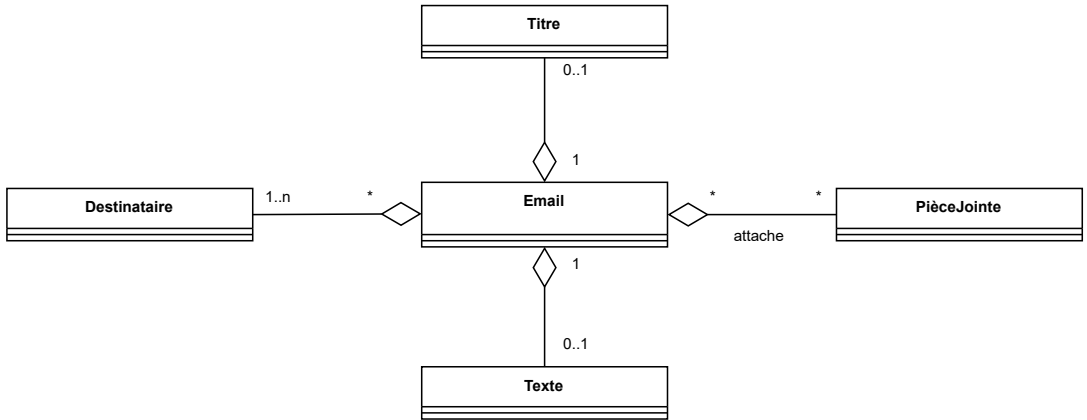 Titre
0..1
1
1..n
*
Destinataire
Email
*
*
PièceJointe
attache
1
0..1
Texte